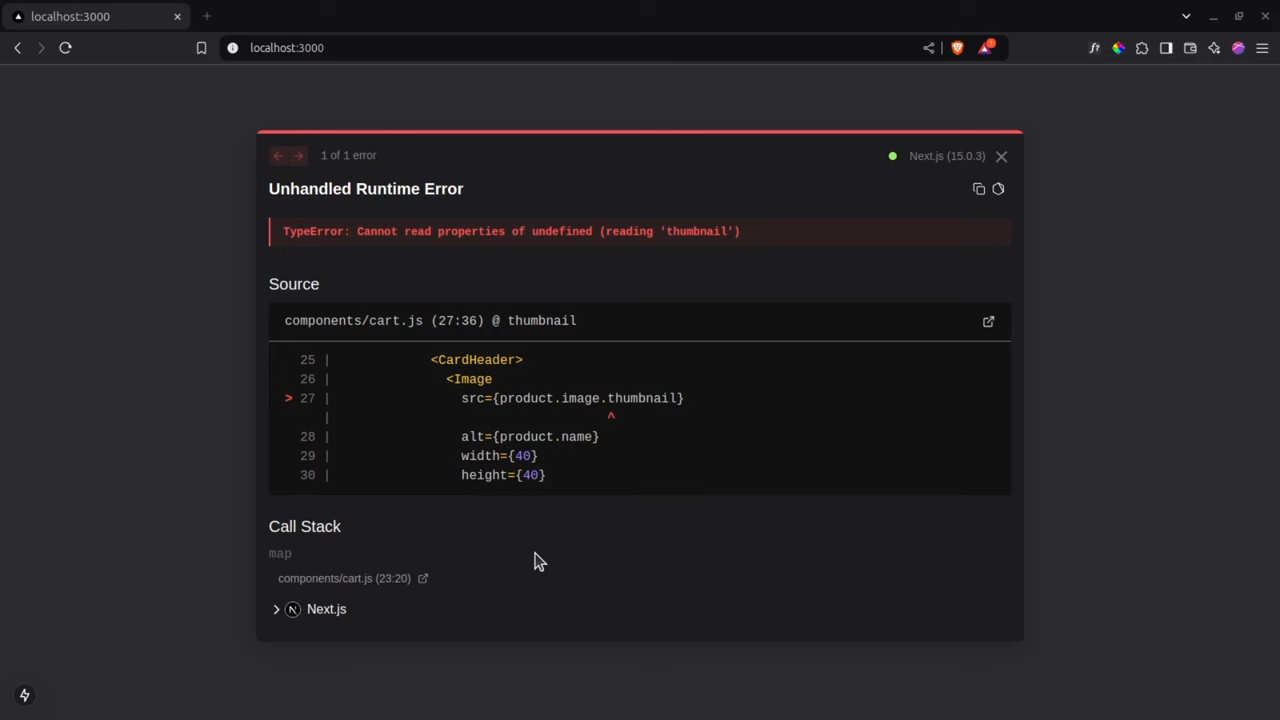 localhost:3000
localhost:3000
1 of 1 error
Next.js (15.0.3)
Unhandled Runtime Error
TypeError: Cannot read properties of undefined (reading 'thumbnail')
Source
components/cart.js (27:36) @ thumbnail
25 | <CardHeader>
26 | <Image
> 27 | src={product.image.thumbnail}
| ^
28 | alt={product.name}
29 | width={40}
30 | height={40}
Call Stack
map
components/cart.js (23:20)
Next.js